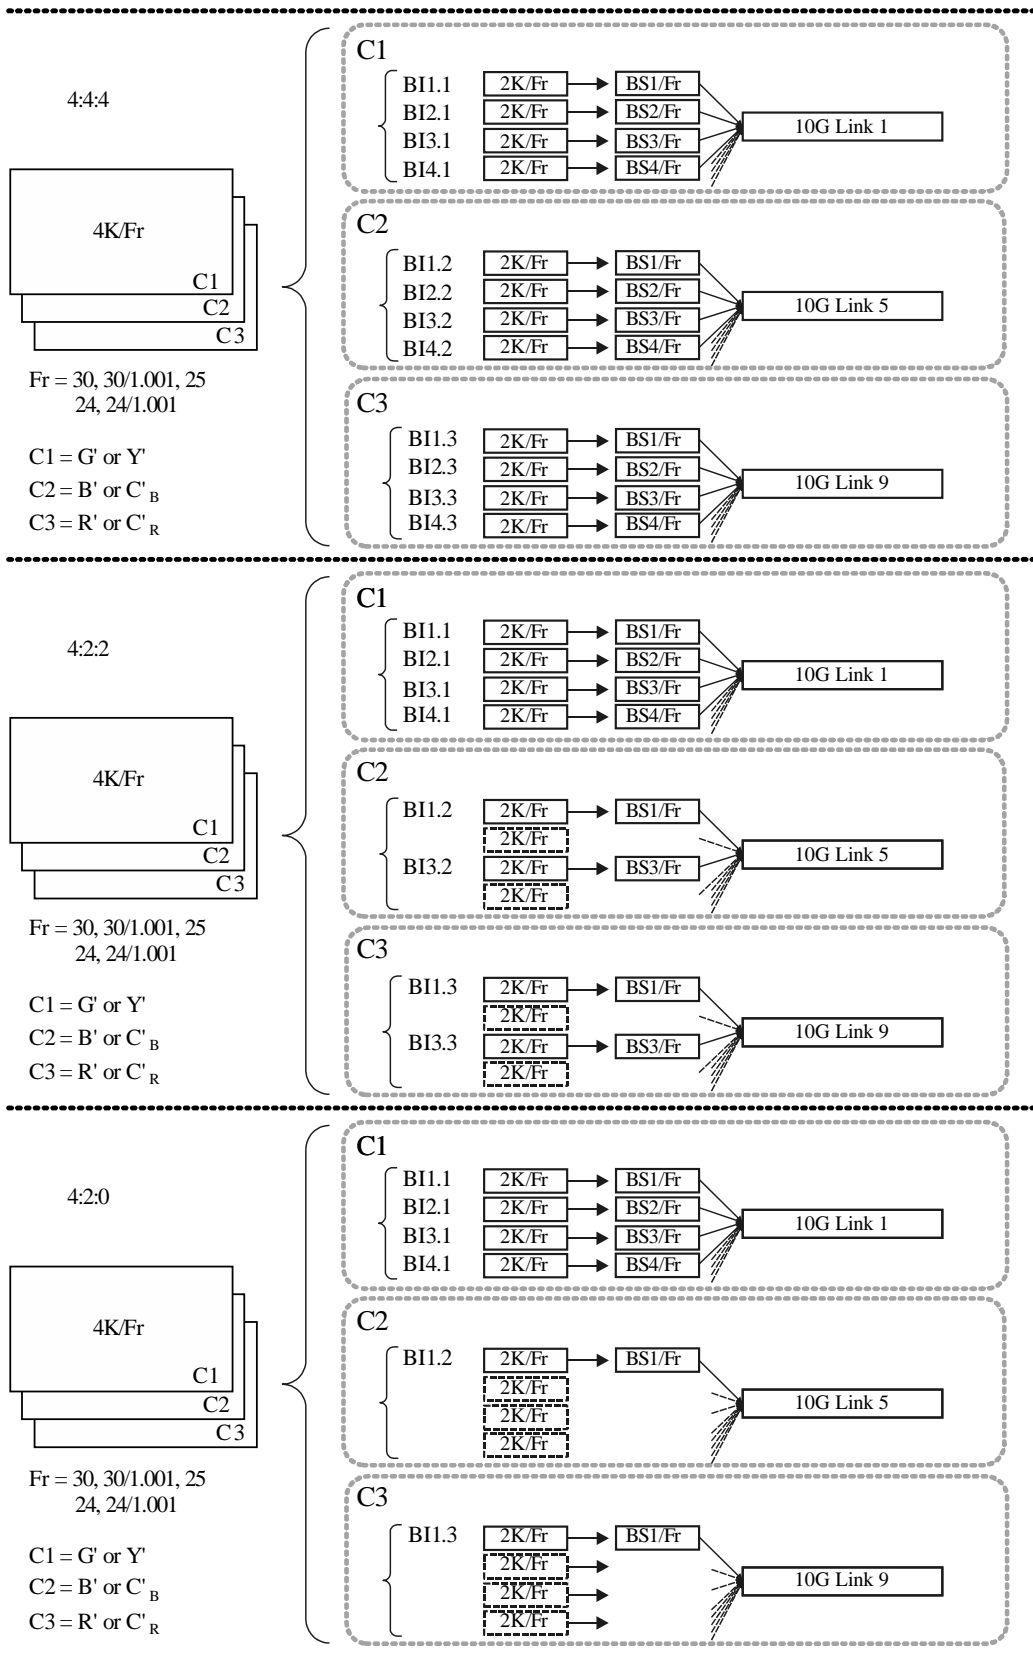 4:4:4
4K/Fr
C1
C2
C3
Fr = 30, 30/1.001, 25
24, 24/1.001
C1 = G' or Y'
C2 = B' or C'B
C3 = R' or C'R
C1
BI1.1 2K/Fr BS1/Fr
BI2.1 2K/Fr BS2/Fr
BI3.1 2K/Fr BS3/Fr
BI4.1 2K/Fr BS4/Fr
10G Link 1
C2
BI1.2 2K/Fr BS1/Fr
BI2.2 2K/Fr BS2/Fr
BI3.2 2K/Fr BS3/Fr
BI4.2 2K/Fr BS4/Fr
10G Link 5
C3
BI1.3 2K/Fr BS1/Fr
BI2.3 2K/Fr BS2/Fr
BI3.3 2K/Fr BS3/Fr
BI4.3 2K/Fr BS4/Fr
10G Link 9
4:2:2
4K/Fr
C1
C2
C3
Fr = 30, 30/1.001, 25
24, 24/1.001
C1 = G' or Y'
C2 = B' or C'B
C3 = R' or C'R
C1
BI1.1 2K/Fr BS1/Fr
BI2.1 2K/Fr BS2/Fr
BI3.1 2K/Fr BS3/Fr
BI4.1 2K/Fr BS4/Fr
10G Link 1
C2
BI1.2 2K/Fr BS1/Fr
2K/Fr
BI3.2 2K/Fr BS3/Fr
2K/Fr
10G Link 5
C3
BI1.3 2K/Fr BS1/Fr
2K/Fr
BI3.3 2K/Fr BS3/Fr
2K/Fr
10G Link 9
4:2:0
4K/Fr
C1
C2
C3
Fr = 30, 30/1.001, 25
24, 24/1.001
C1 = G' or Y'
C2 = B' or C'B
C3 = R' or C'R
C1
BI1.1 2K/Fr BS1/Fr
BI2.1 2K/Fr BS2/Fr
BI3.1 2K/Fr BS3/Fr
BI4.1 2K/Fr BS4/Fr
10G Link 1
C2
BI1.2 2K/Fr BS1/Fr
2K/Fr
2K/Fr
2K/Fr
10G Link 5
C3
BI1.3 2K/Fr BS1/Fr
2K/Fr
2K/Fr
2K/Fr
10G Link 9